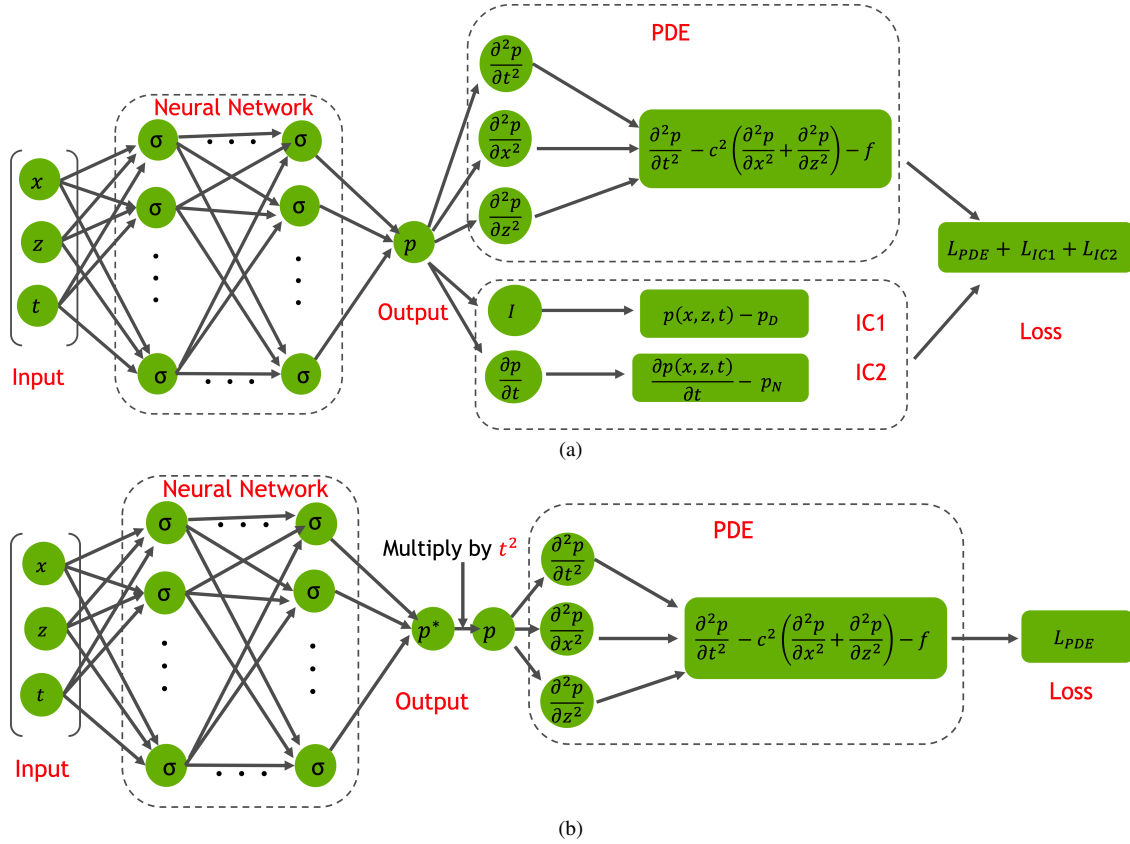 PDE
∂²p/∂t²
Neural Network
σ . . . σ
∂²p/∂x²
∂²p/∂t² − c² (∂²p/∂x² + ∂²p/∂z²) − f
x
σ σ
∂²p/∂z²
z
p
L_PDE + L_IC1 + L_IC2
t
Output
I
p(x, z, t) − p_D
IC1
Loss
Input
σ . . . σ
∂p/∂t
∂p(x, z, t)/∂t − p_N
IC2
(a)
Neural Network
σ . . . σ
PDE
Multiply by t²
∂²p/∂t²
x
σ σ
z
p*
p
∂²p/∂x²
∂²p/∂t² − c² (∂²p/∂x² + ∂²p/∂z²) − f
L_PDE
t
Output
∂²p/∂z²
Loss
Input
σ . . . σ
(b)